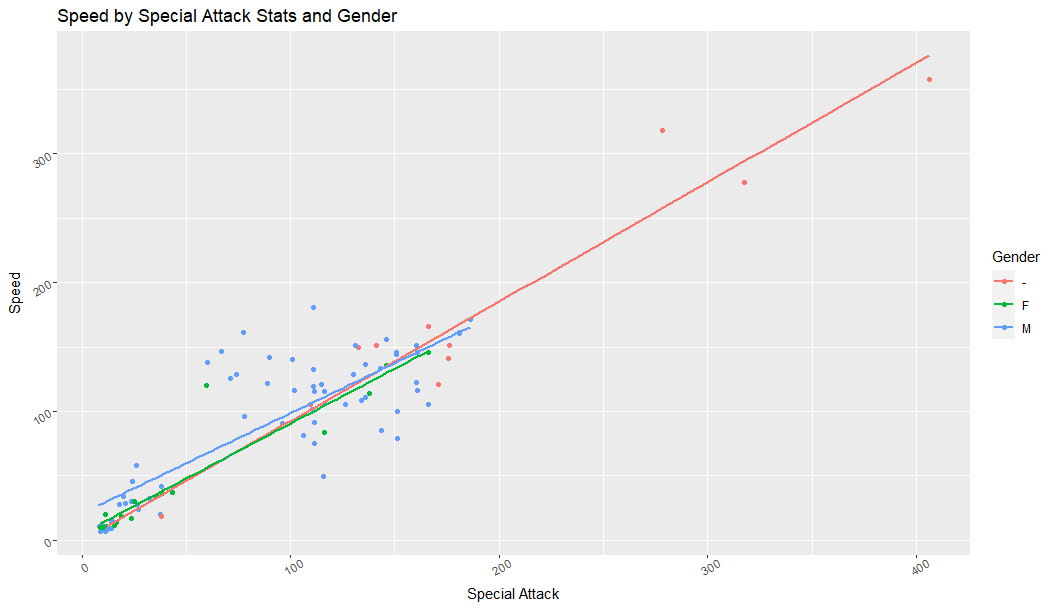 Speed by Special Attack Stats and Gender
Speed
300
200
100
0
0 100 200 300 400
Special Attack
Gender
-
F
M